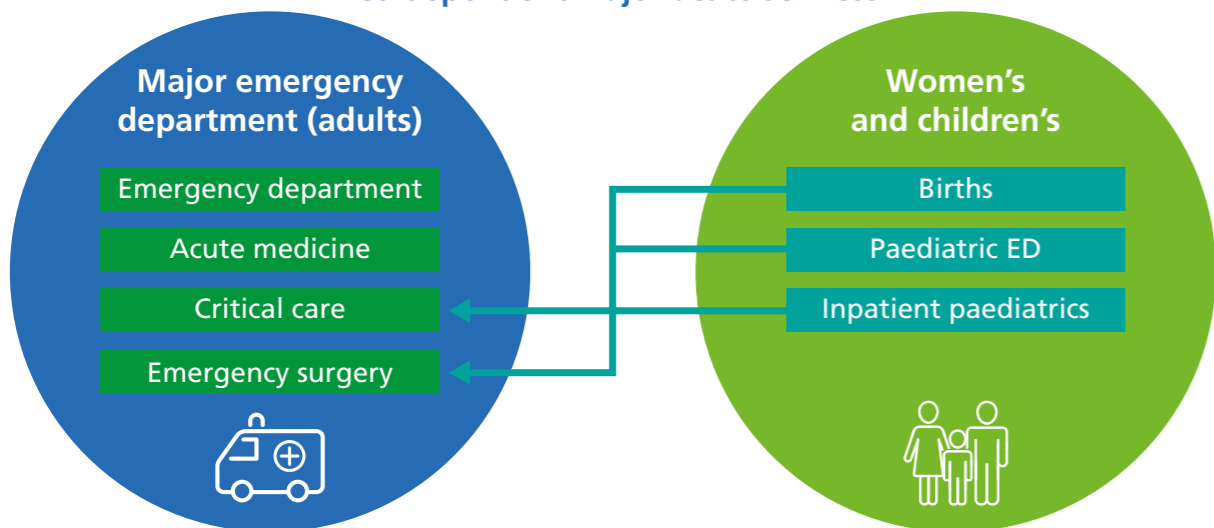 Major emergency
department (adults)
Emergency department
Acute medicine
Critical care
Emergency surgery
Women's
and children's
Births
Paediatric ED
Inpatient paediatrics